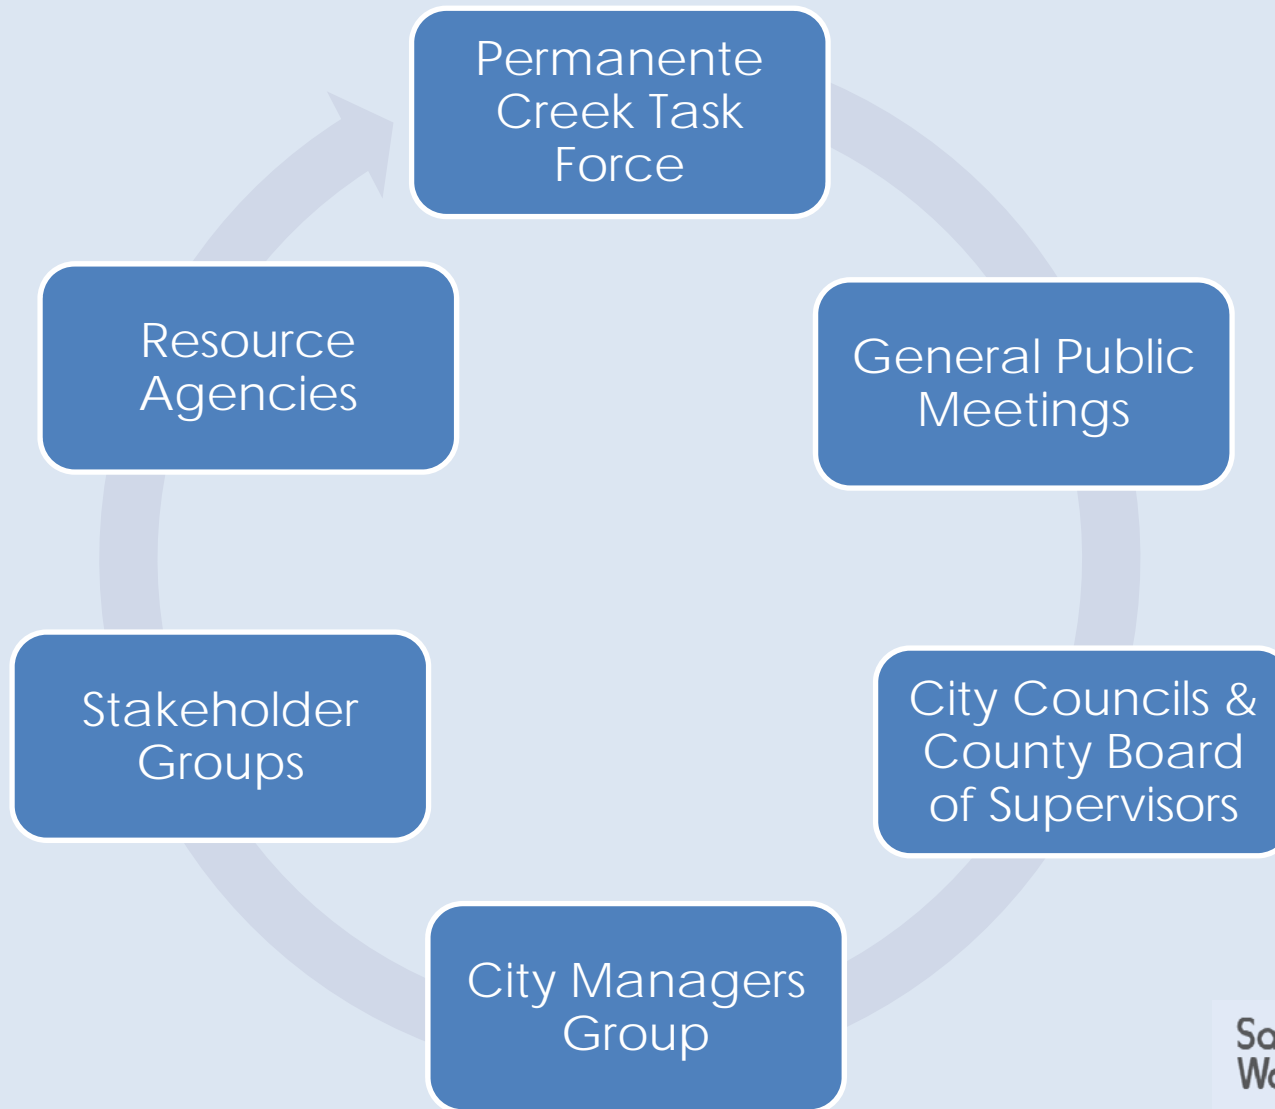 Permanente
Creek Task
Force
General Public
Meetings
City Councils &
County Board
of Supervisors
City Managers
Group
Stakeholder
Groups
Resource
Agencies